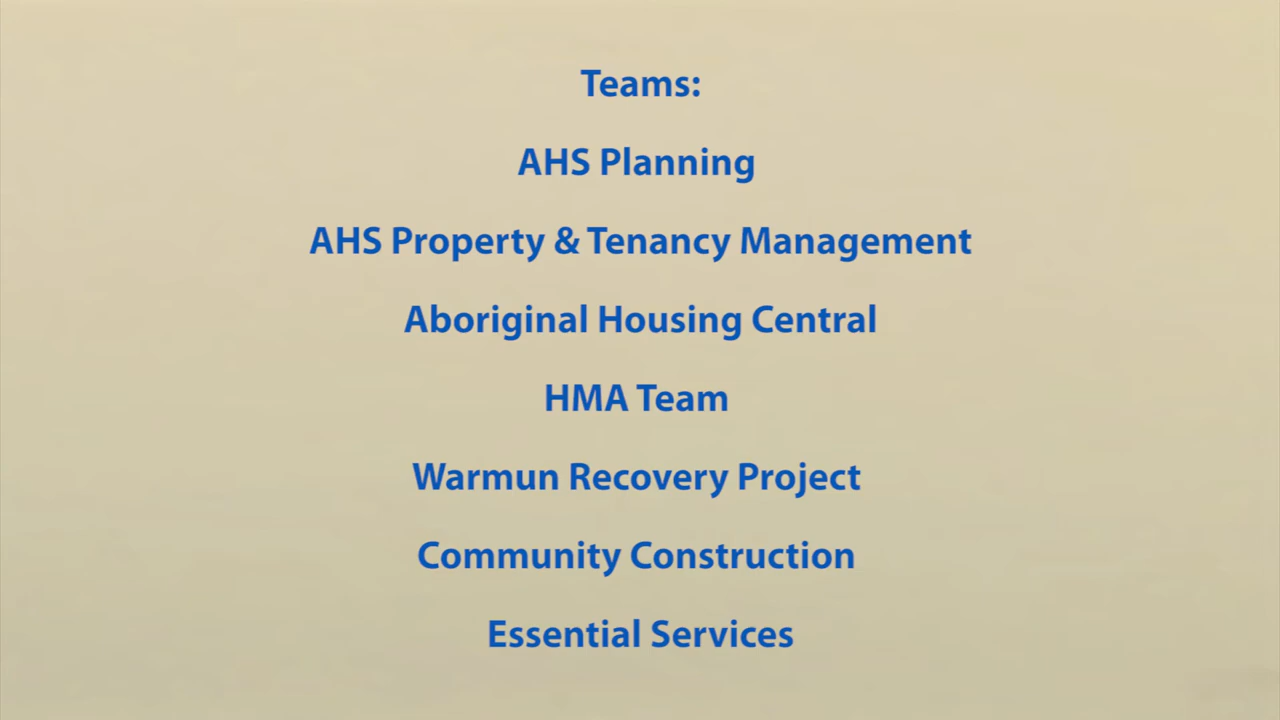 Teams:
AHS Planning
AHS Property & Tenancy Management
Aboriginal Housing Central
HMA Team
Warmun Recovery Project
Community Construction
Essential Services